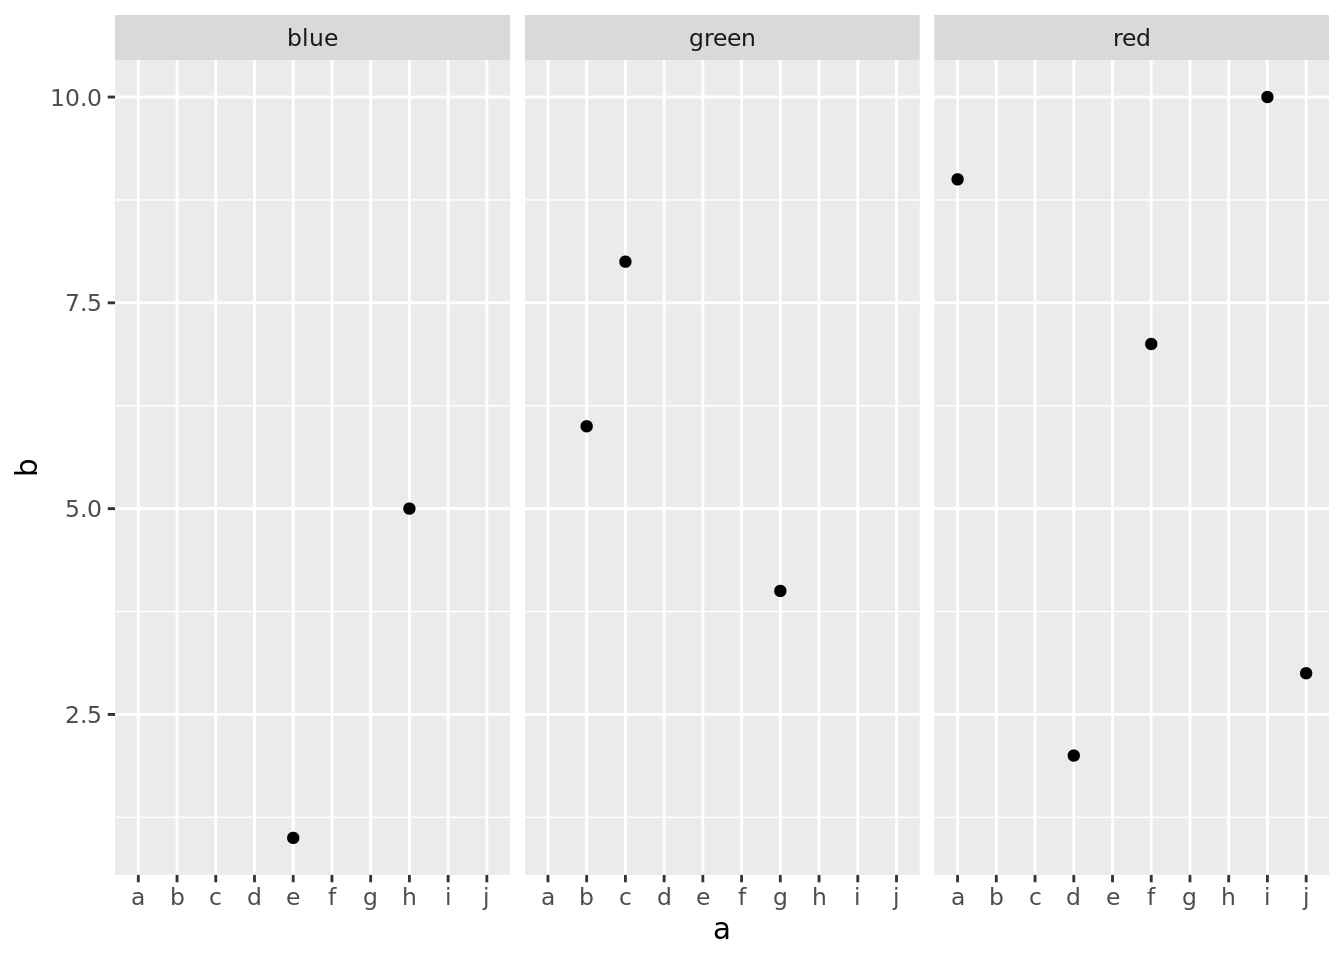 blue green red
10.0
7.5
5.0
2.5
b
a b c d e f g h i j a b c d e f g h i j a b c d e f g h i j
a